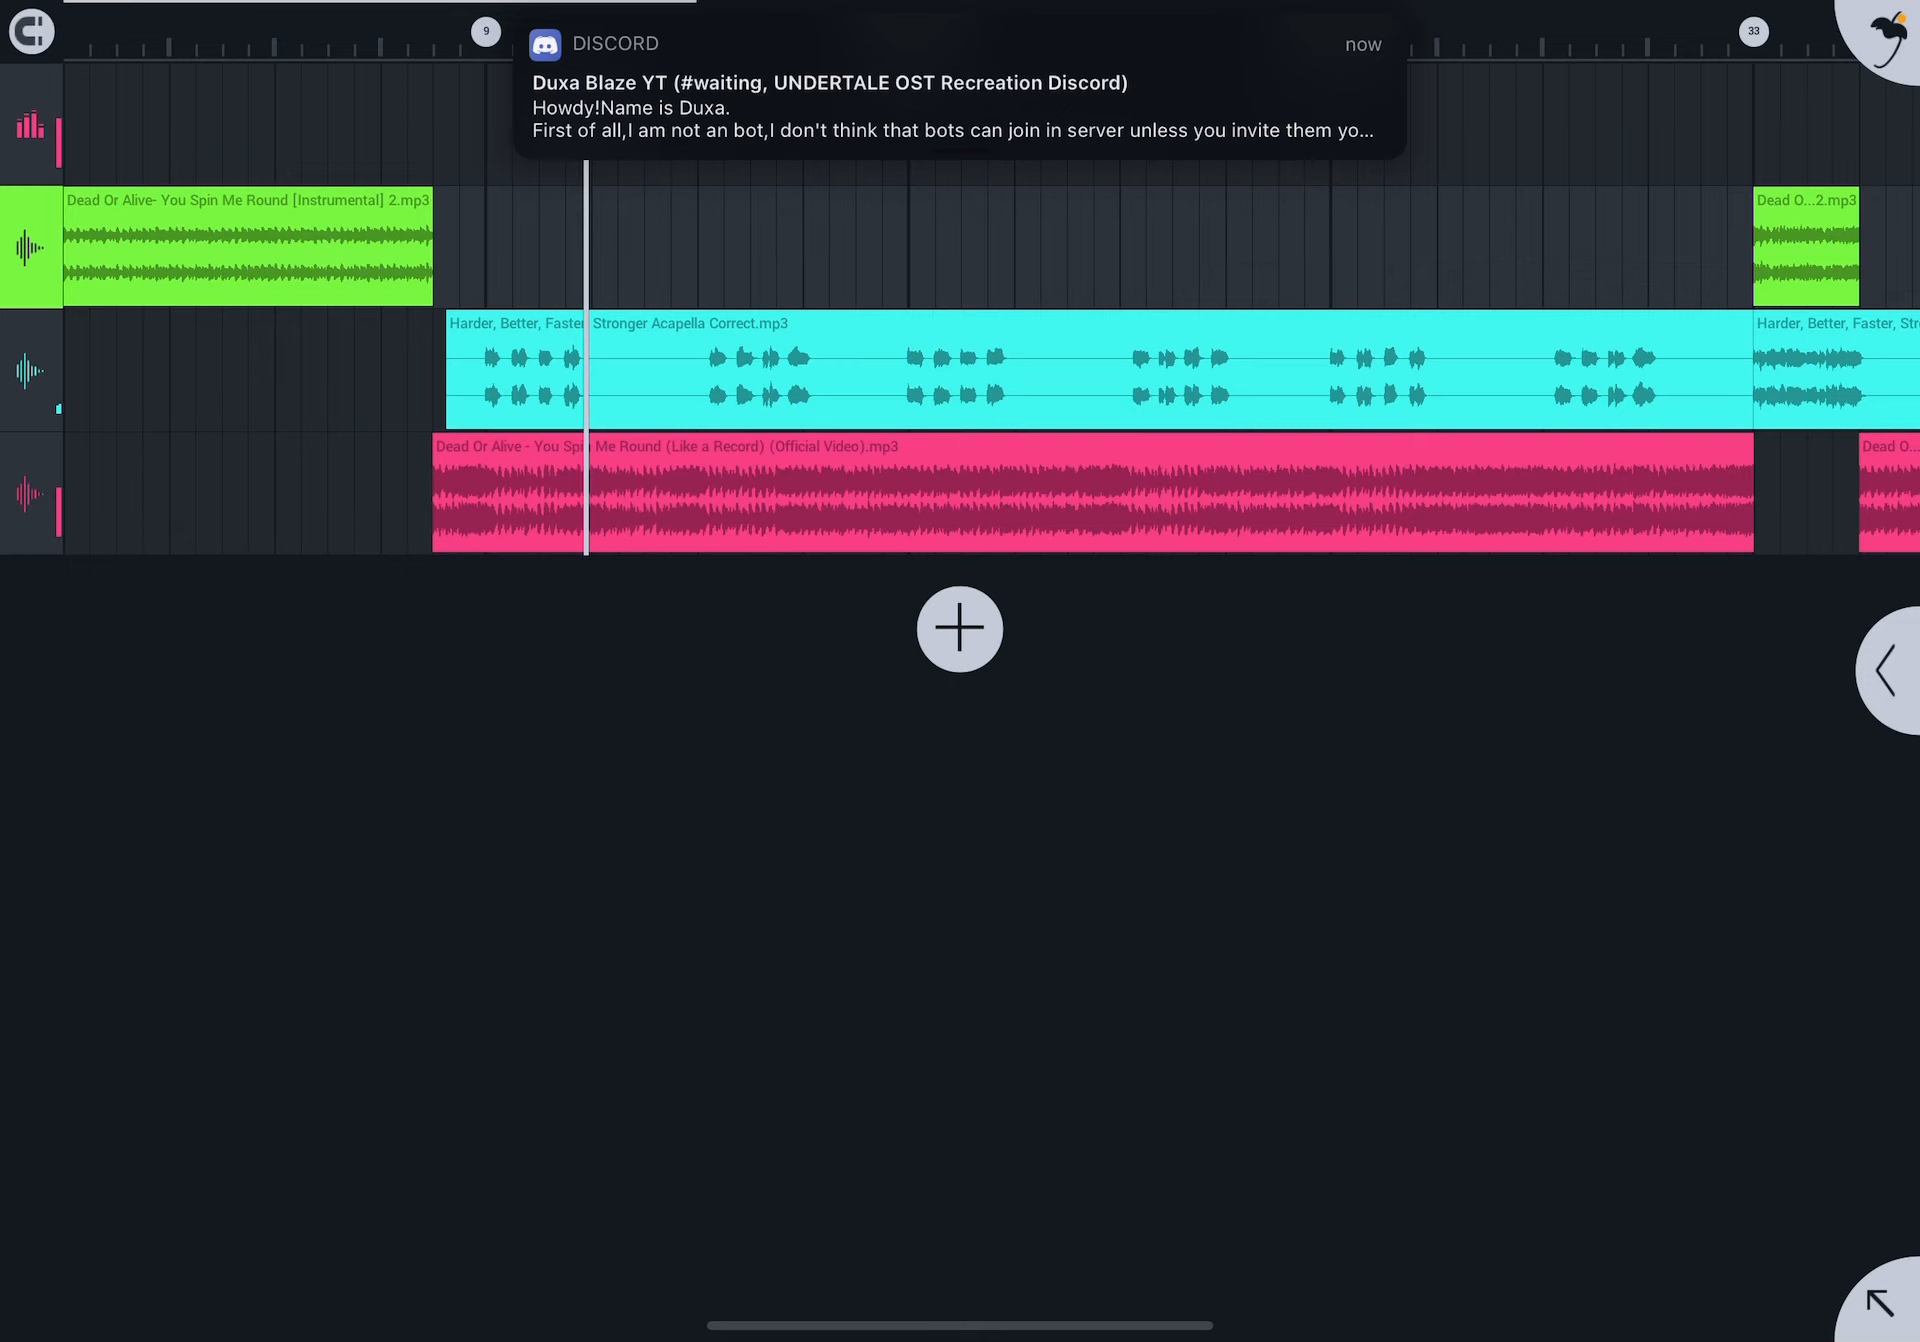 9
33
DISCORD
now
Duxa Blaze YT (#waiting, UNDERTALE OST Recreation Discord)
Howdy!Name is Duxa.
First of all,I am not an bot,I don't think that bots can join in server unless you invite them yo...
Dead Or Alive- You Spin Me Round [Instrumental] 2.mp3
Dead O...2.mp3
Harder, Better, Faster, Stronger Acapella Correct.mp3
Harder, Better, Faster, Str
Dead Or Alive - You Spin Me Round (Like a Record) (Official Video).mp3
Dead O...